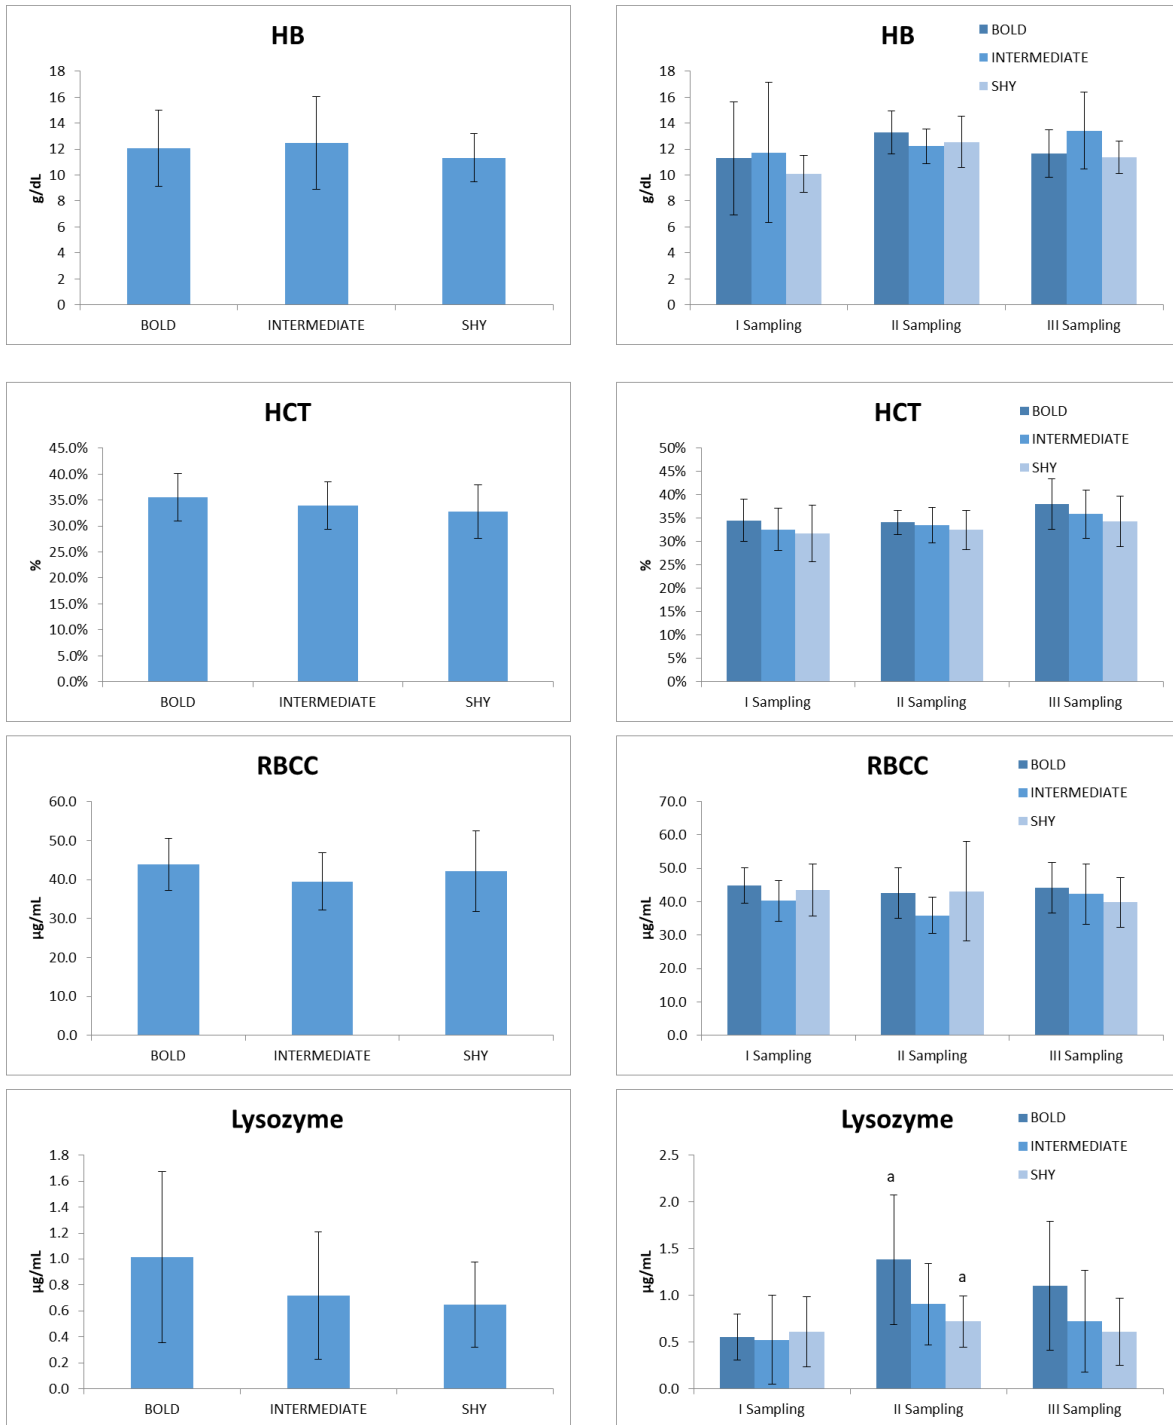 HB
18
16
14
12
10
8
6
4
2
0
g/dL
BOLD INTERMEDIATE SHY
HB
BOLD
INTERMEDIATE
SHY
18
16
14
12
10
8
6
4
2
0
g/dL
I Sampling II Sampling III Sampling
HCT
45.0%
40.0%
35.0%
30.0%
25.0%
20.0%
15.0%
10.0%
5.0%
0.0%
%
BOLD INTERMEDIATE SHY
HCT
BOLD
INTERMEDIATE
SHY
50%
45%
40%
35%
30%
25%
20%
15%
10%
5%
0%
%
I Sampling II Sampling III Sampling
RBCC
60.0
50.0
40.0
30.0
20.0
10.0
0.0
µg/mL
BOLD INTERMEDIATE SHY
RBCC
BOLD
INTERMEDIATE
SHY
70.0
60.0
50.0
40.0
30.0
20.0
10.0
0.0
µg/mL
I Sampling II Sampling III Sampling
Lysozyme
1.8
1.6
1.4
1.2
1.0
0.8
0.6
0.4
0.2
0.0
µg/mL
BOLD INTERMEDIATE SHY
Lysozyme
BOLD
INTERMEDIATE
SHY
2.5
2.0
1.5
1.0
0.5
0.0
µg/mL
a
a
I Sampling II Sampling III Sampling